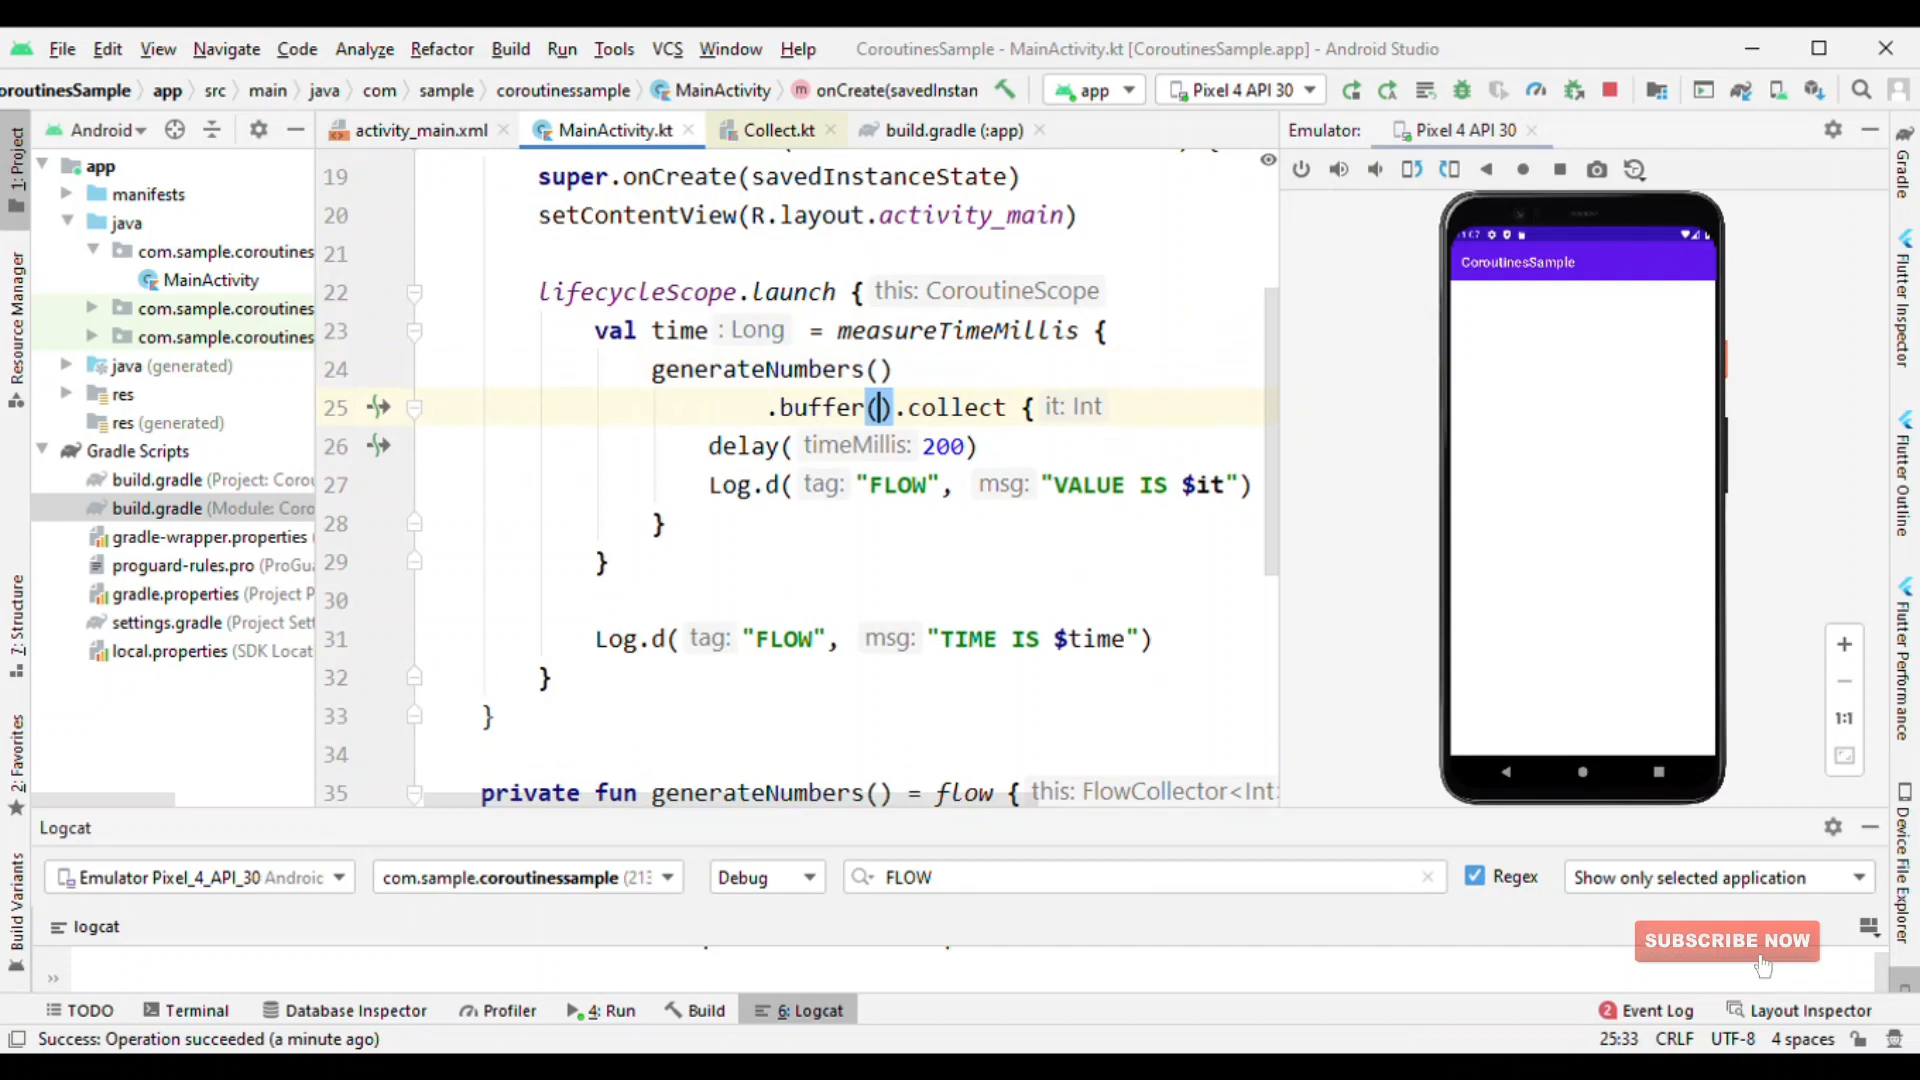 File Edit View Navigate Code Analyze Refactor Build Run Tools VCS Window Help CoroutinesSample - MainActivity.kt [CoroutinesSample.app] - Android Studio
oroutinesSample app src main java com sample coroutinessample MainActivity onCreate(savedInstan app Pixel 4 API 30
Android activity_main.xml MainActivity.kt Collect.kt build.gradle (:app) Emulator: Pixel 4 API 30
1: Project
Resource Manager
7: Structure
2: Favorites
Build Variants
app
manifests
java
com.sample.coroutines
MainActivity
com.sample.coroutines
com.sample.coroutines
java (generated)
res
res (generated)
Gradle Scripts
build.gradle (Project: Corou
build.gradle (Module: Coro
gradle-wrapper.properties
proguard-rules.pro (ProGua
gradle.properties (Project P
settings.gradle (Project Sett
local.properties (SDK Locat
19 super.onCreate(savedInstanceState)
20 setContentView(R.layout.activity_main)
21
22 lifecycleScope.launch { this: CoroutineScope
23 val time : Long = measureTimeMillis {
24 generateNumbers()
25 .buffer().collect { it: Int
26 delay( timeMillis: 200)
27 Log.d( tag: "FLOW", msg: "VALUE IS $it")
28 }
29 }
30
31 Log.d( tag: "FLOW", msg: "TIME IS $time")
32 }
33 }
34
35 private fun generateNumbers() = flow { this: FlowCollector<Int>
CoroutinesSample
1:1
Gradle
Flutter Inspector
Flutter Outline
Flutter Performance
Device File Explorer
Logcat
Emulator Pixel_4_API_30 Androic com.sample.coroutinessample (213 Debug FLOW Regex Show only selected application
logcat
SUBSCRIBE NOW
TODO Terminal Database Inspector Profiler 4: Run Build 6: Logcat 2 Event Log Layout Inspector
Success: Operation succeeded (a minute ago) 25:33 CRLF UTF-8 4 spaces